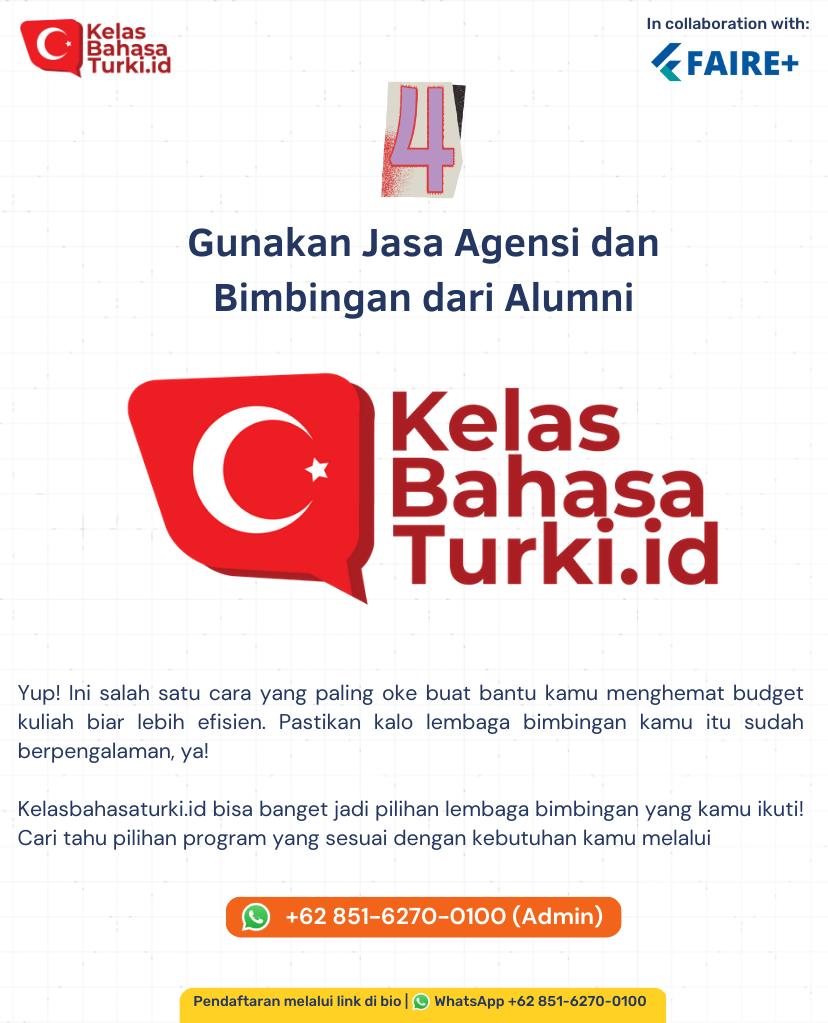 Kelas
Bahasa
Turki.id
In collaboration with:
FAIRE+
4
Gunakan Jasa Agensi dan
Bimbingan dari Alumni
Kelas
Bahasa
Turki.id
Yup! Ini salah satu cara yang paling oke buat bantu kamu menghemat budget
kuliah biar lebih efisien. Pastikan kalo lembaga bimbingan kamu itu sudah
berpengalaman, ya!
Kelasbahasaturki.id bisa banget jadi pilihan lembaga bimbingan yang kamu ikuti!
Cari tahu pilihan program yang sesuai dengan kebutuhan kamu melalui
+62 851-6270-0100 (Admin)
Pendaftaran melalui link di bio | WhatsApp +62 851-6270-0100